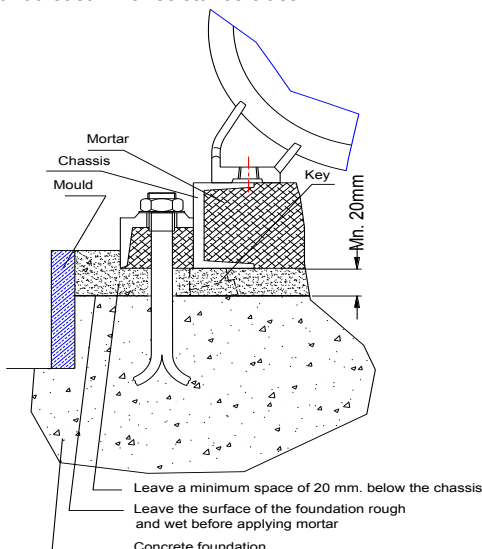 Mortar
Chassis
Mould
Key
Mn. 20mm
Leave a minimum space of 20 mm. below the chassis
Leave the surface of the foundation rough
and wet before applying mortar
Concrete foundation